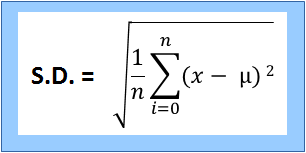 S.D. = √(1/n n∑i=0 (x − μ) ²)